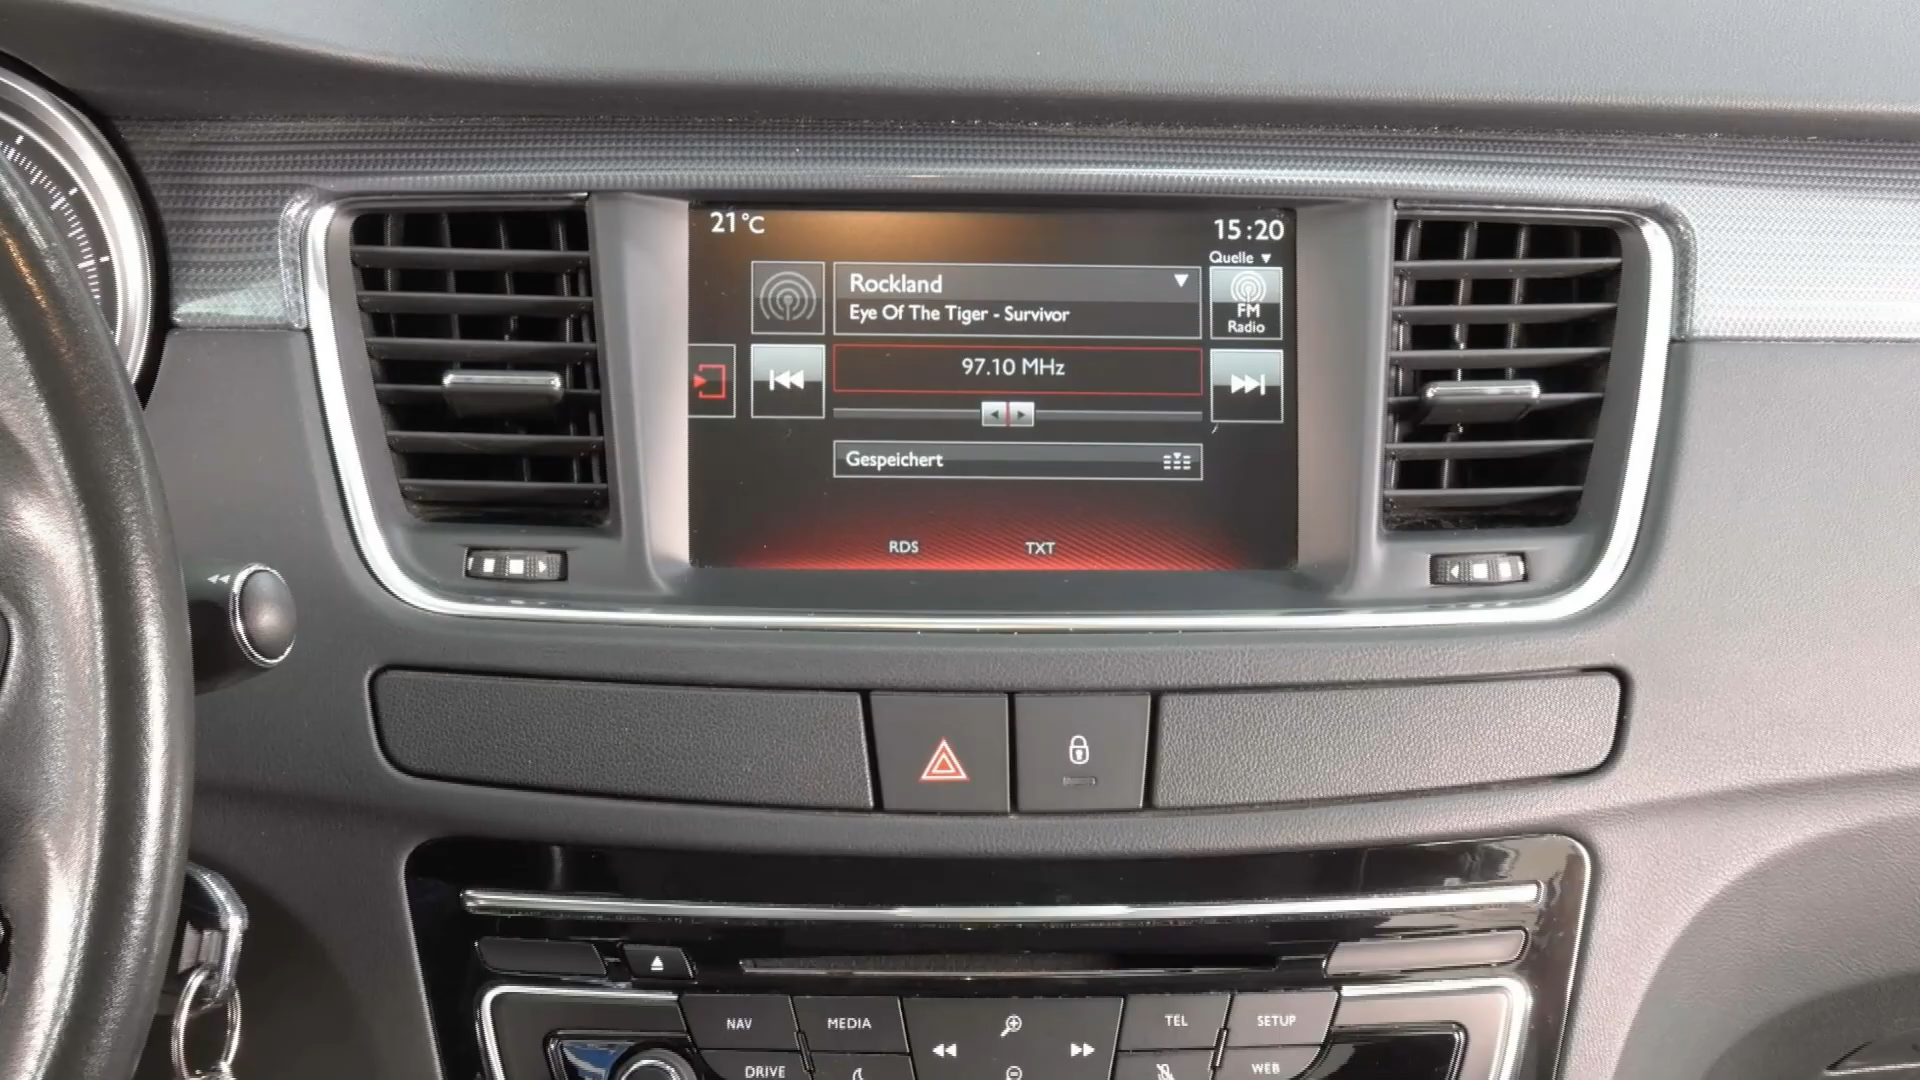 21°C
15:20
Quelle ▼
Rockland
Eye Of The Tiger - Survivor
FM
Radio
97.10 MHz
Gespeichert
RDS
TXT
NAV
MEDIA
TEL
SETUP
DRIVE
WEB